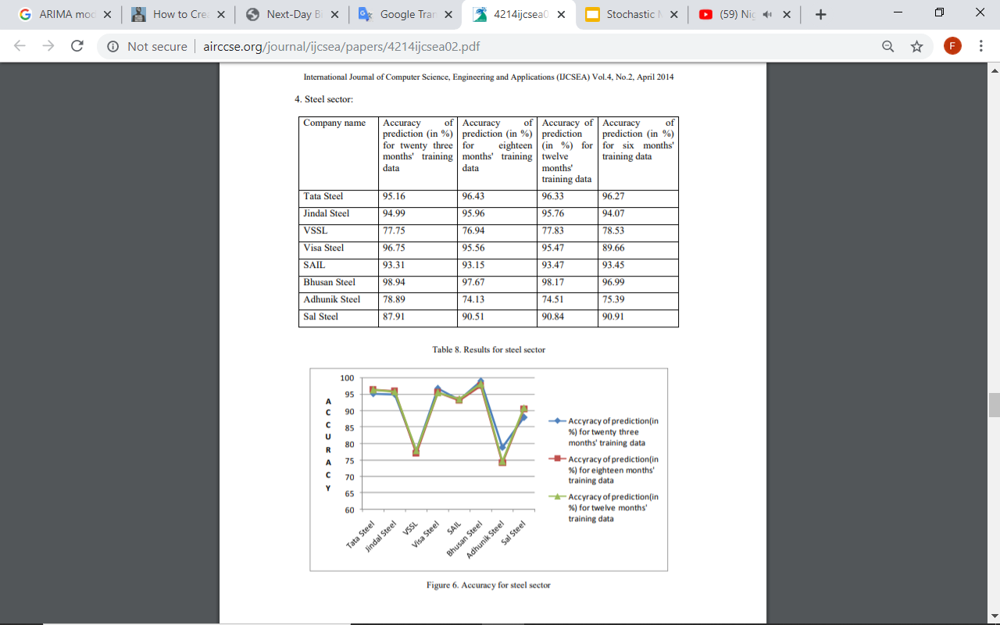 ARIMA mod
How to Crea
Next-Day B
Google Tran
4214ijcsea0
Stochastic M
(59) Nig
Not secure airccse.org/journal/ijcsea/papers/4214ijcsea02.pdf
F
International Journal of Computer Science, Engineering and Applications (IJCSEA) Vol.4, No.2, April 2014
4. Steel sector:
Company name
Accuracy of
prediction (in %)
for twenty three
months' training
data
Accuracy of
prediction (in %)
for eighteen
months' training
data
Accuracy of
prediction
(in %) for
twelve
months'
training data
Accuracy of
prediction (in %)
for six months'
training data
Tata Steel 95.16 96.43 96.33 96.27
Jindal Steel 94.99 95.96 95.76 94.07
VSSL 77.75 76.94 77.83 78.53
Visa Steel 96.75 95.56 95.47 89.66
SAIL 93.31 93.15 93.47 93.45
Bhusan Steel 98.94 97.67 98.17 96.99
Adhunik Steel 78.89 74.13 74.51 75.39
Sal Steel 87.91 90.51 90.84 90.91
Table 8. Results for steel sector
ACCURACY
100
95
90
85
80
75
70
65
60
Tata Steel
Jindal Steel
VSSL
Visa Steel
SAIL
Bhusan Steel
Adhunik Steel
Sal Steel
Accyracy of prediction(in
%) for twenty three
months' training data
Accyracy of prediction(in
%) for eighteen months'
training data
Accyracy of prediction(in
%) for twelve months'
training data
Figure 6. Accuracy for steel sector